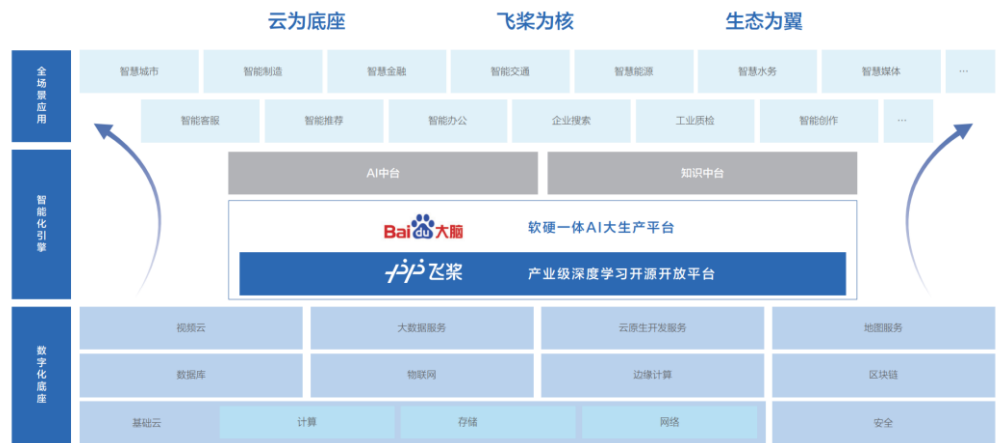 云为底座 飞桨为核 生态为翼
全场景应用
智慧城市 智能制造 智慧金融 智能交通 智慧能源 智慧水务 智慧媒体 ...
智能客服 智能推荐 智能办公 企业搜索 工业质检 智能创作 ...
智能化引擎
AI中台 知识中台
Bai du 大脑 软硬一体AI大生产平台
飞桨 产业级深度学习开源开放平台
数字化底座
视频云 大数据服务 云原生开发服务 地图服务
数据库 物联网 边缘计算 区块链
基础云 计算 存储 网络 安全